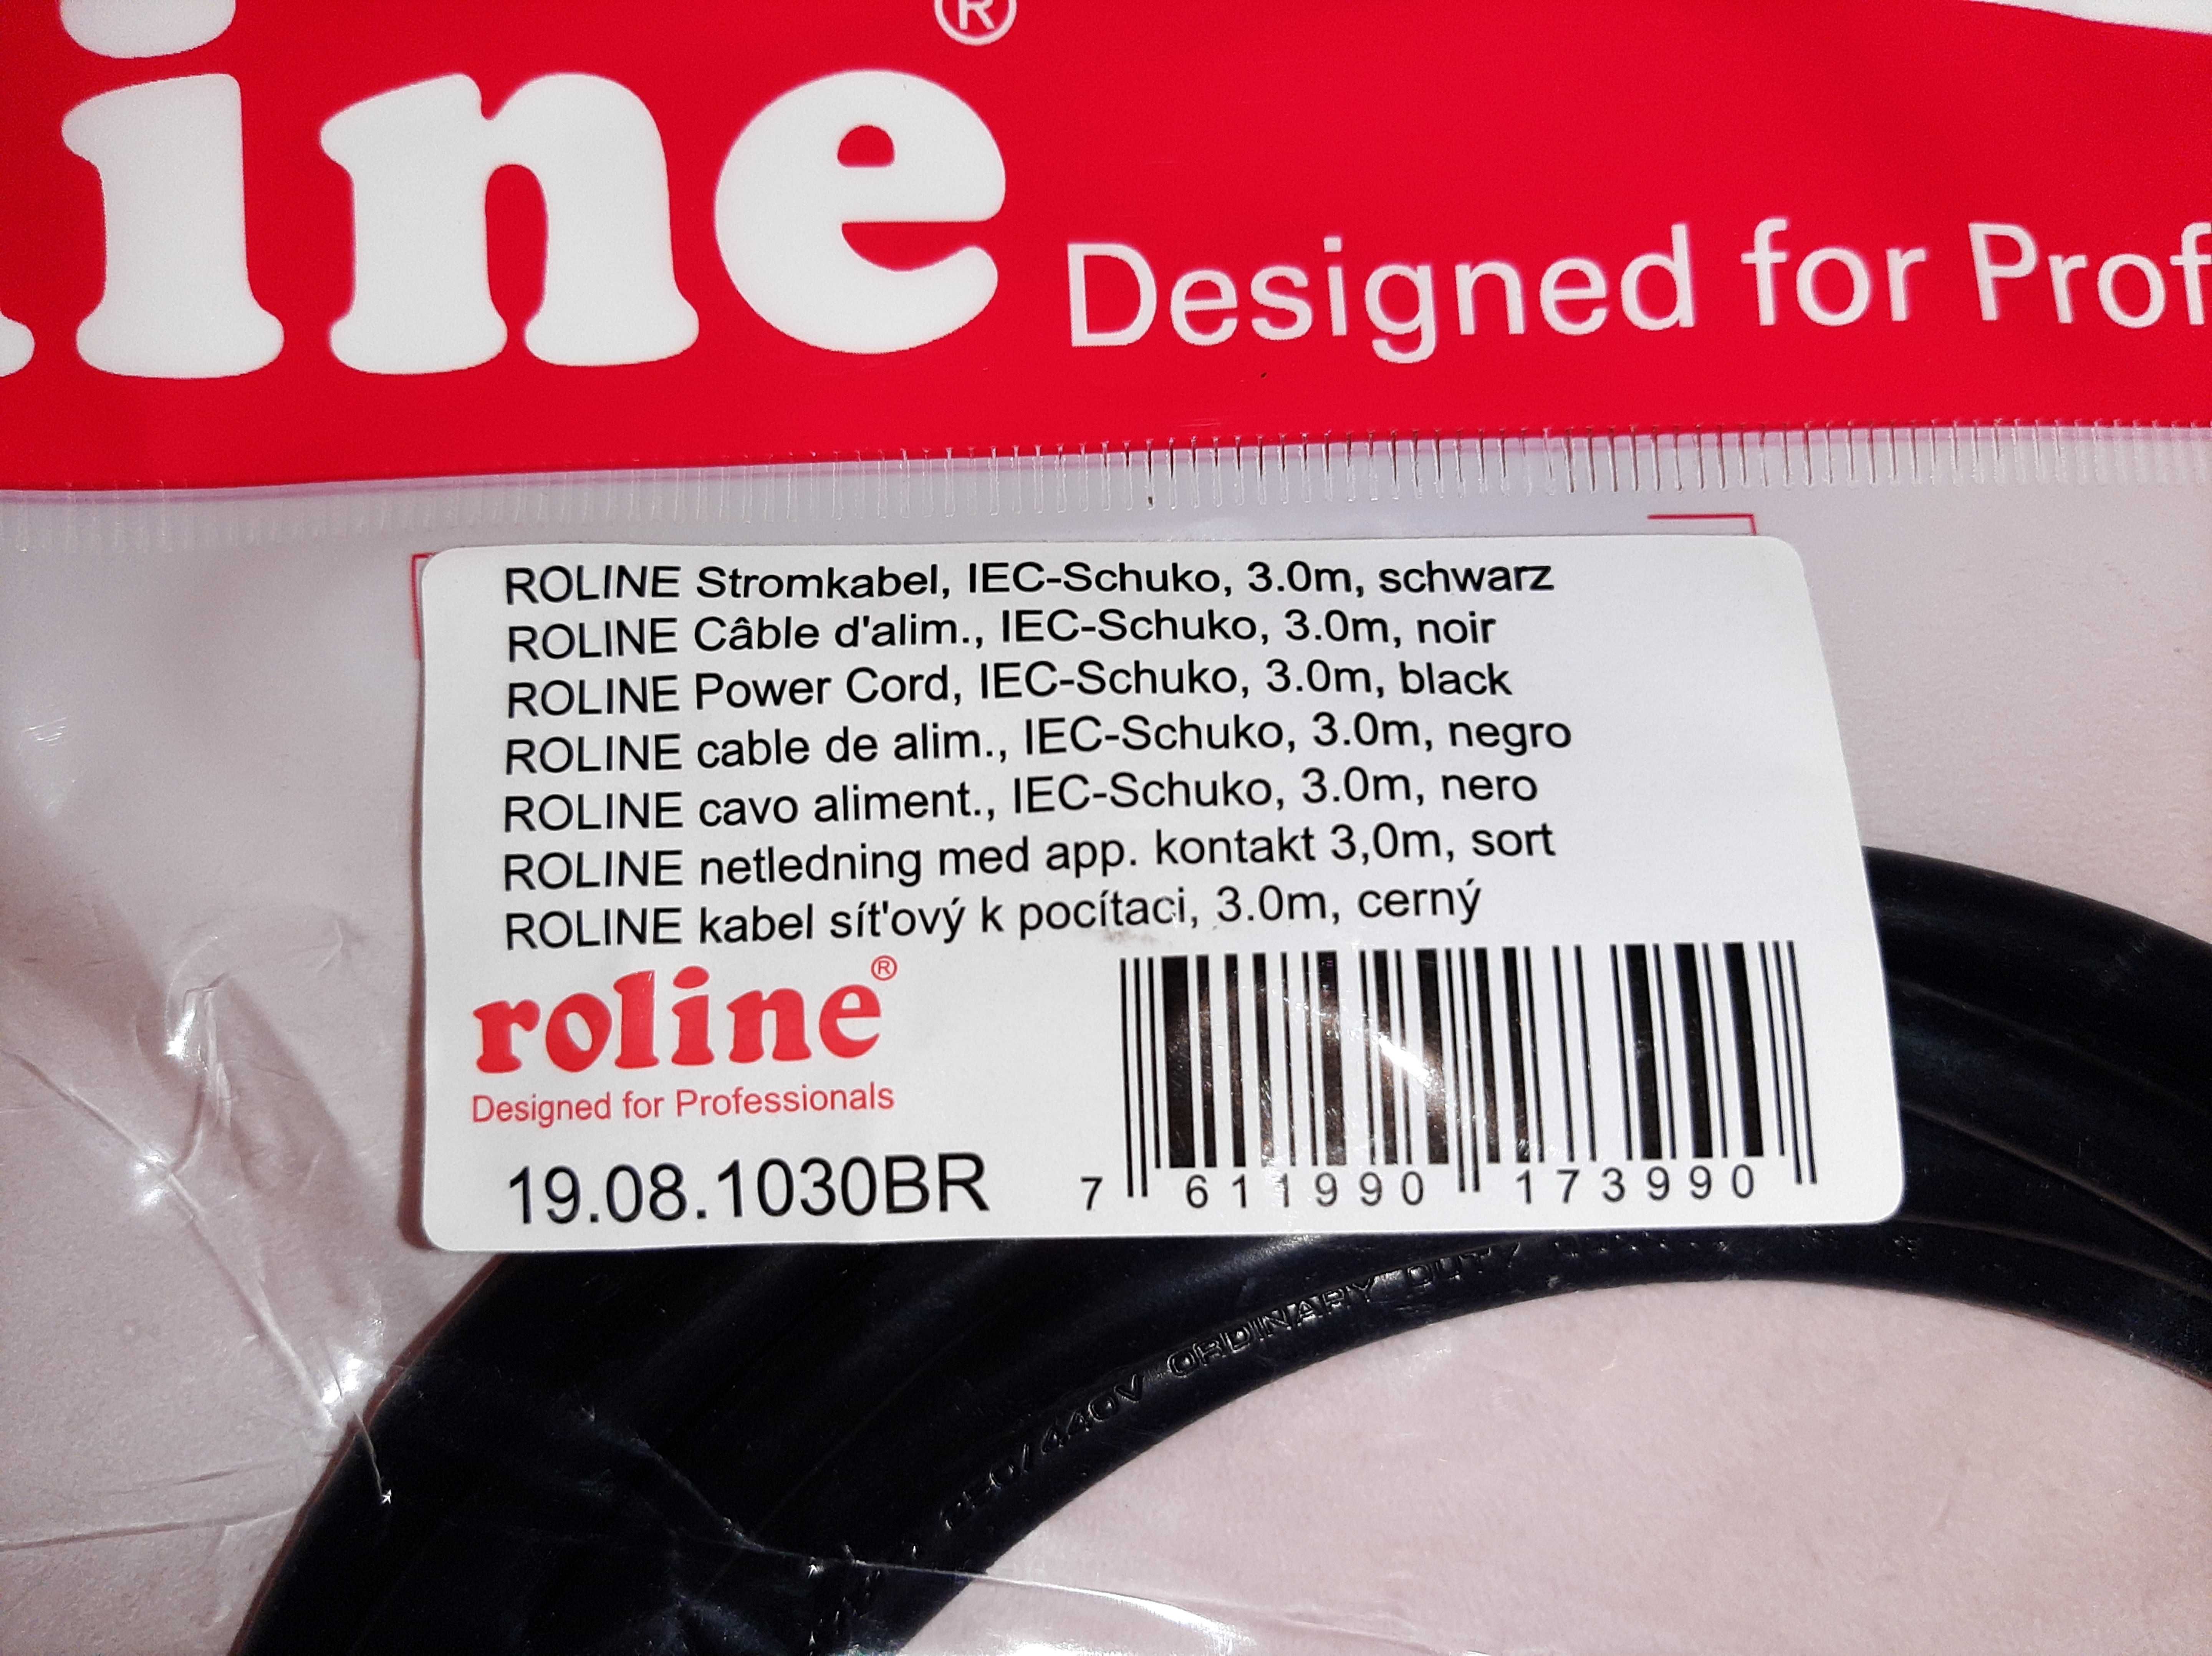 line®
Designed for Prof
ROLINE Stromkabel, IEC-Schuko, 3.0m, schwarz
ROLINE Câble d'alim., IEC-Schuko, 3.0m, noir
ROLINE Power Cord, IEC-Schuko, 3.0m, black
ROLINE cable de alim., IEC-Schuko, 3.0m, negro
ROLINE cavo aliment., IEC-Schuko, 3.0m, nero
ROLINE netledning med app. kontakt 3,0m, sort
ROLINE kabel sít'ový k pocítaci, 3.0m, cerný
roline®
Designed for Professionals
19.08.1030BR
7 611990 173990
ORDINARY DUTY